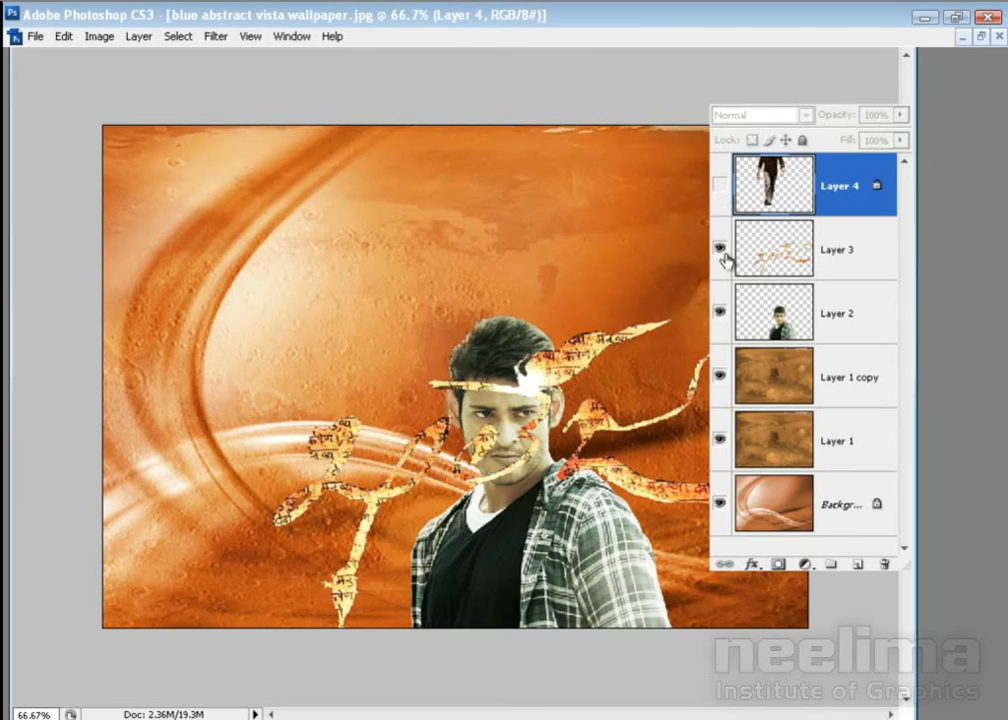 Adobe Photoshop CS3 - [blue abstract vista wallpaper.jpg @ 66.7% (Layer 4, RGB/8#)]
File Edit Image Layer Select Filter View Window Help
Normal Opacity: 100%
Lock: Fill: 100%
Layer 4
Layer 3
Layer 2
Layer 1 copy
Layer 1
Backgr...
neelima
Institute of Graphics
66.67% Doc: 2.36M/19.3M